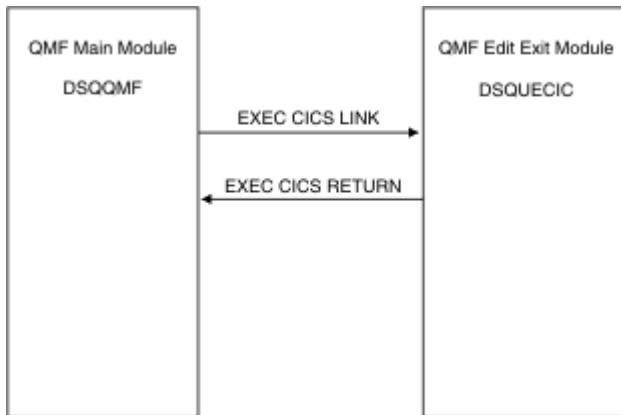 QMF Main Module
DSQQMF
QMF Edit Exit Module
DSQUECIC
EXEC CICS LINK
EXEC CICS RETURN